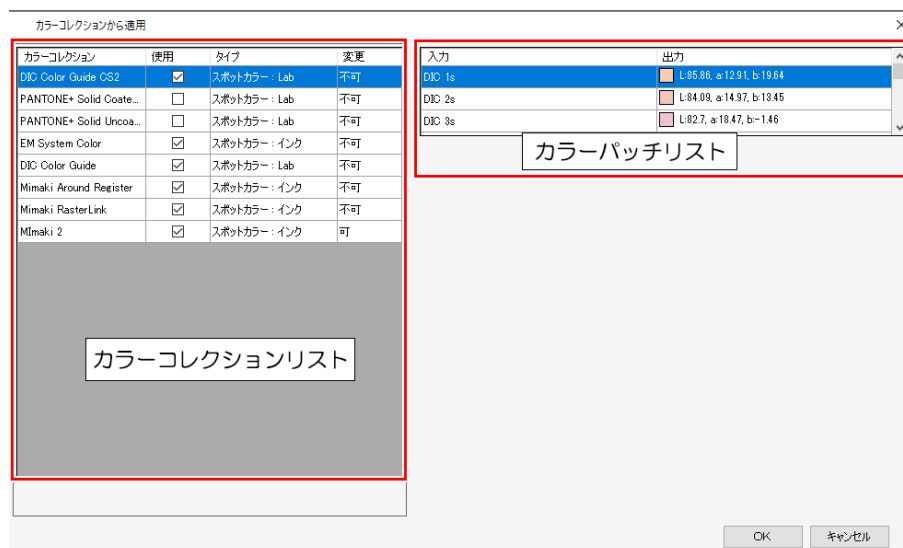 カラーコレクションから適用
カラーコレクション 使用 タイプ 変更
DIC Color Guide CS2 スポットカラー：Lab 不可
PANTONE+ Solid Coate... スポットカラー：Lab 不可
PANTONE+ Solid Uncoa... スポットカラー：Lab 不可
EM System Color スポットカラー：インク 不可
DIC Color Guide スポットカラー：Lab 不可
Mimaki Around Register スポットカラー：インク 不可
Mimaki RasterLink スポットカラー：インク 不可
MImaki 2 スポットカラー：インク 可
カラーコレクションリスト
入力 出力
DIC 1s L:85.86, a:12.91, b:19.64
DIC 2s L:84.09, a:14.97, b:13.45
DIC 3s L:82.7, a:18.47, b:-1.46
カラーパッチリスト
OK キャンセル